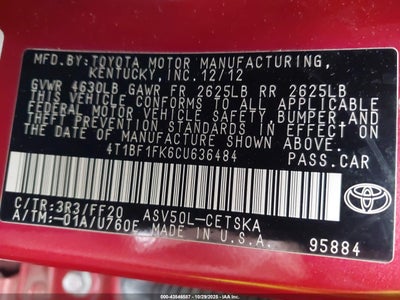 MFD. BY:TOYOTA MOTOR MANUFACTURING,
KENTUCKY, INC. 12/12
GVWR 4630LB GAWR FR 2625LB RR 2625LB
THIS VEHICLE CONFORMS TO ALL APPLICABLE
FEDERAL MOTOR VEHICLE SAFETY, BUMPER, AND
THEFT PREVENTION STANDARDS IN EFFECT ON
THE DATE OF MANUFACTURE SHOWN ABOVE.
4T1BF1FK6CU636484 PASS.CAR
C/TR:3R3/FF20 ASV50L-CETSKA
A/TM:-01A/U760E MADE IN U.S.A.
TOYOTA
95884
000-43546587 - 10/29/2025 - IAA Inc.